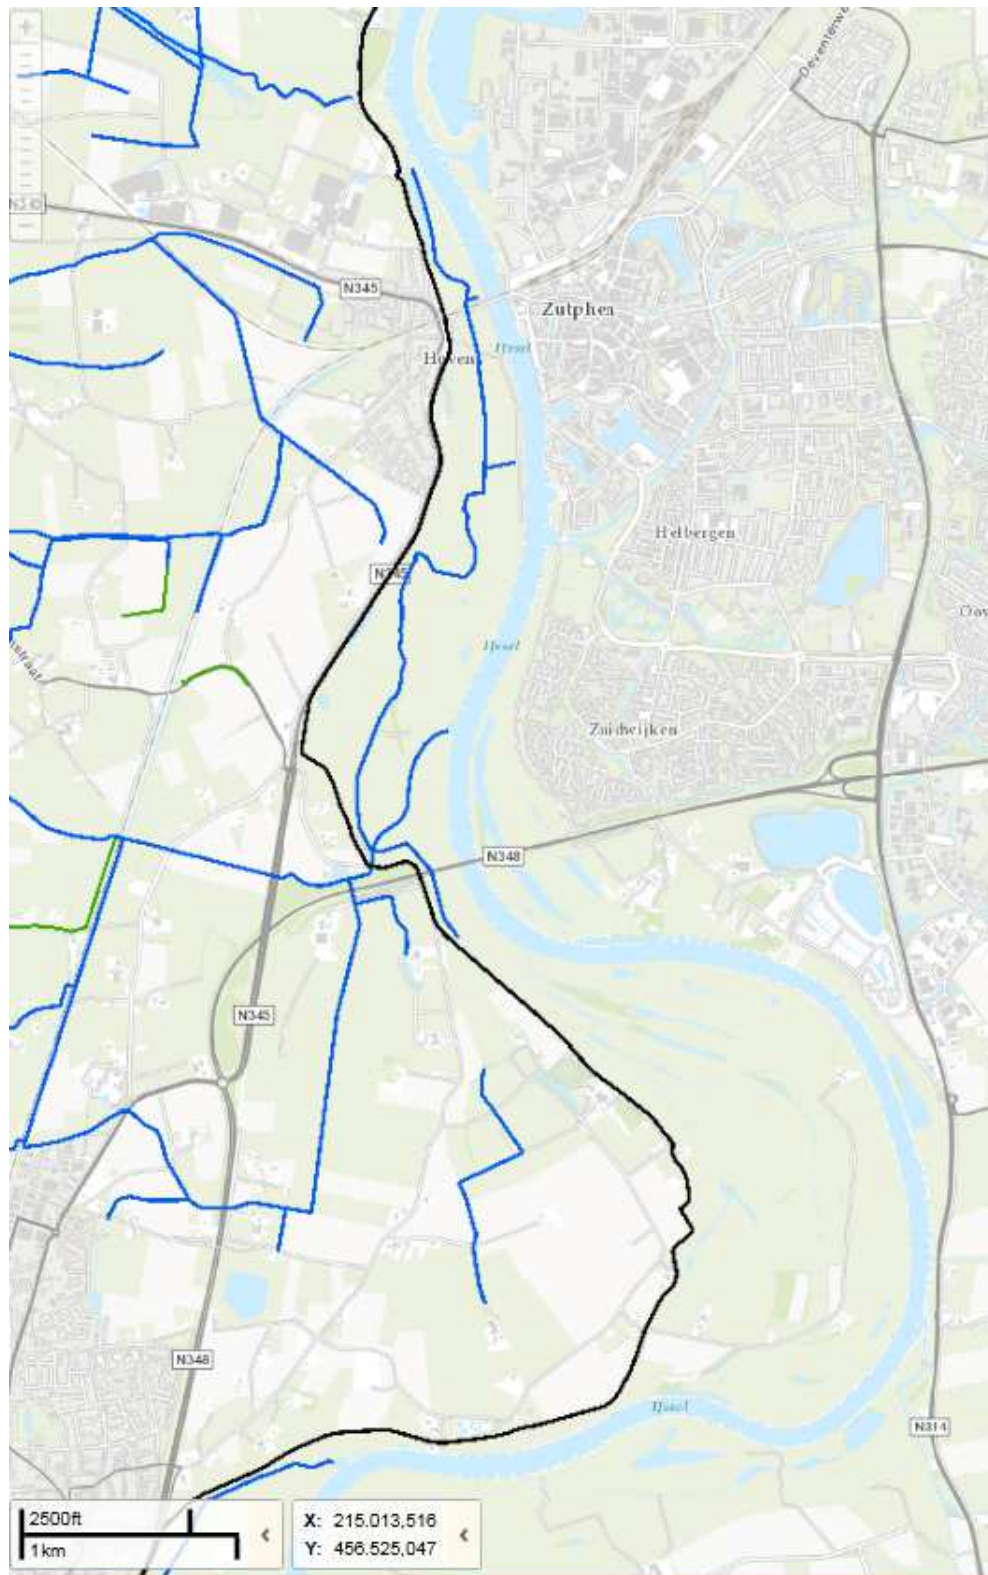 N345
Zutphen
IJssel
Hoven
Helbergen
N345
IJssel
Zuidwijken
N348
N345
N348
IJssel
N314
2500ft
1km
X: 215.013,516
Y: 456.525,047